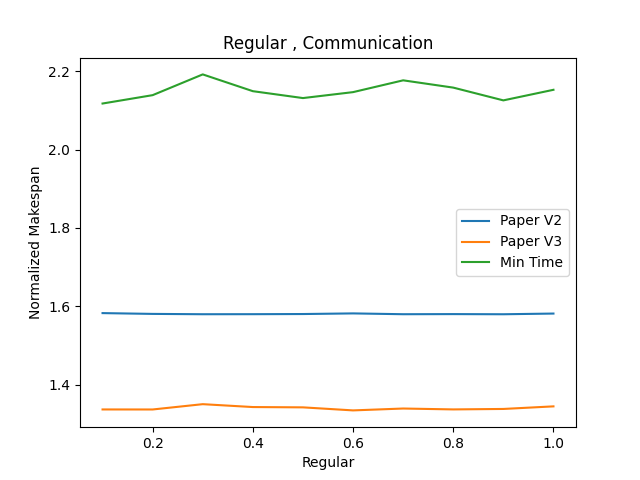 Regular , Communication
Normalized Makespan
2.2
2.0
1.8
1.6
1.4
Paper V2
Paper V3
Min Time
0.2
0.4
0.6
0.8
1.0
Regular